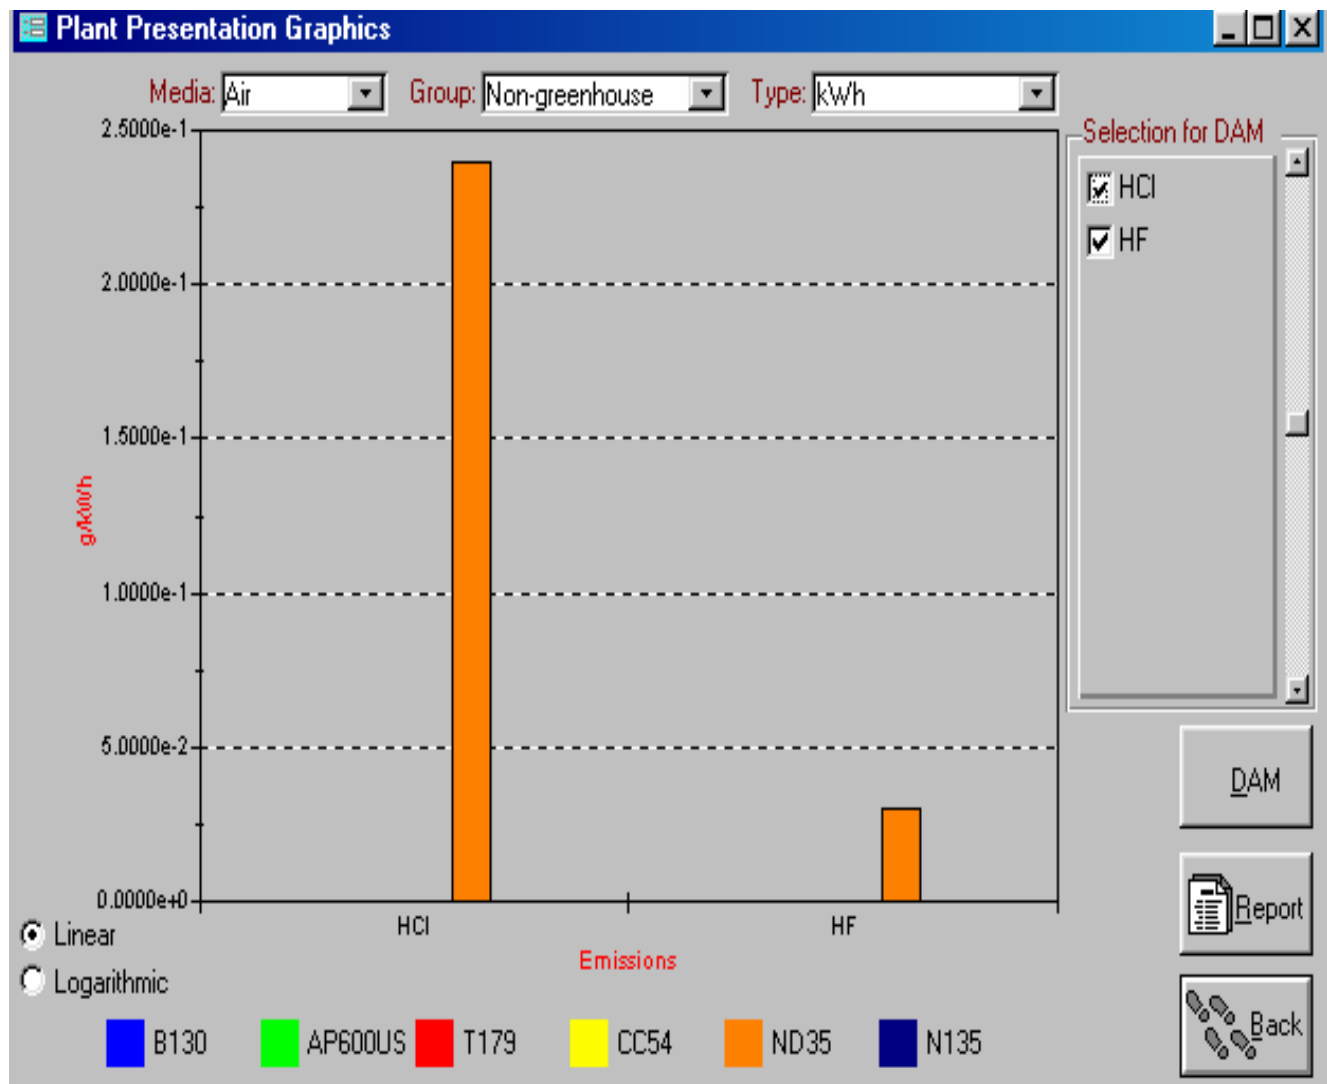 Plant Presentation Graphics
Media: Air Group: Non-greenhouse Type: kWh
Selection for DAM
HCl
HF
2.5000e-1
2.0000e-1
1.5000e-1
1.0000e-1
5.0000e-2
0.0000e+0
g/kWh
HCl HF
Emissions
Linear
Logarithmic
DAM
Report
Back
B130 AP600US T179 CC54 ND35 N135